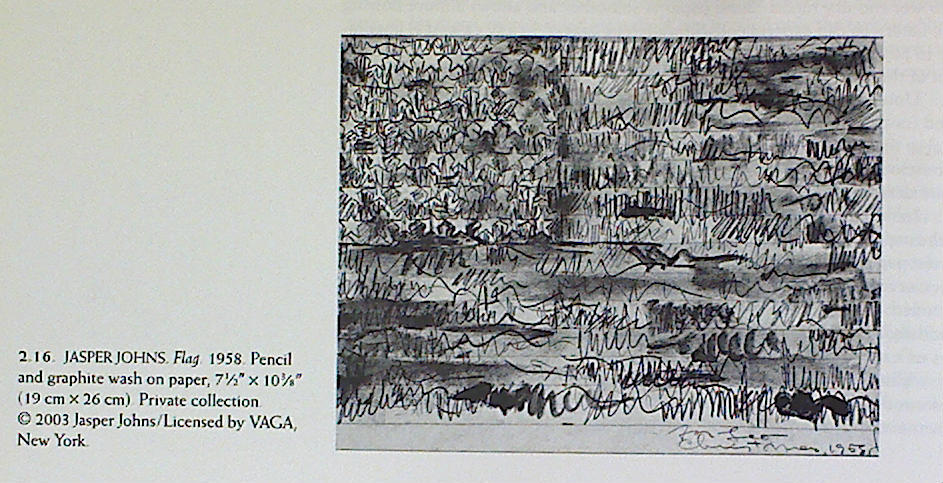 2.16. JASPER JOHNS. Flag. 1958. Pencil
and graphite wash on paper, 7½″ × 10⅜″
(19 cm × 26 cm). Private collection.
© 2003 Jasper Johns/Licensed by VAGA,
New York.
1958